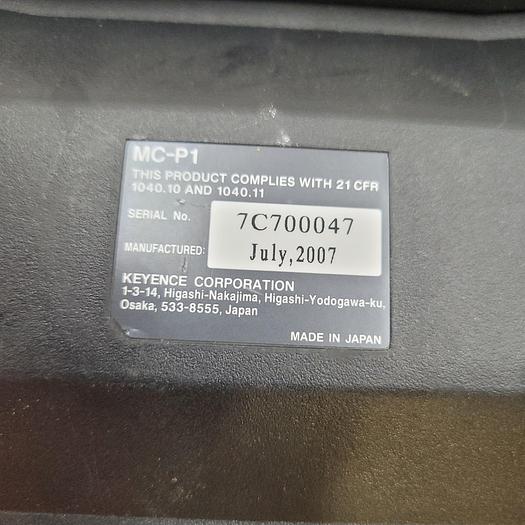 MC-P1
THIS PRODUCT COMPLIES WITH 21 CFR
1040.10 AND 1040.11
SERIAL No. 7C700047
MANUFACTURED: July,2007
KEYENCE CORPORATION
1-3-14, Higashi-Nakajima, Higashi-Yodogawa-ku,
Osaka, 533-8555, Japan
MADE IN JAPAN